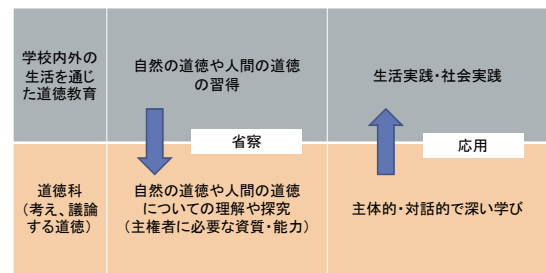 学校内外の
生活を通じ
た道徳教育
自然の道徳や人間の道徳
の習得
生活実践・社会実践
省察
応用
道徳科
(考え、議論
する道徳)
自然の道徳や人間の道徳
についての理解や探究
(主権者に必要な資質・能力)
主体的・対話的で深い学び